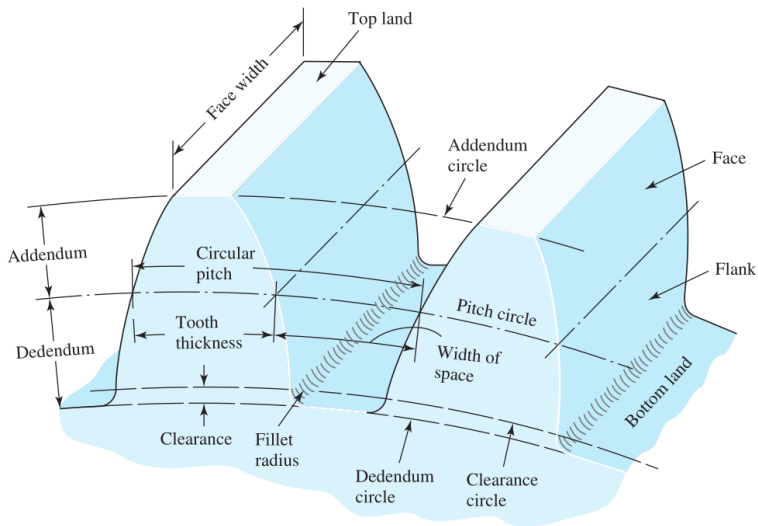 Top land
Face width
Addendum
circle
Face
Addendum
Circular
pitch
Flank
Pitch circle
Tooth
thickness
Dedendum
Width of
space
Bottom land
Clearance
Fillet
radius
Dedendum
circle
Clearance
circle